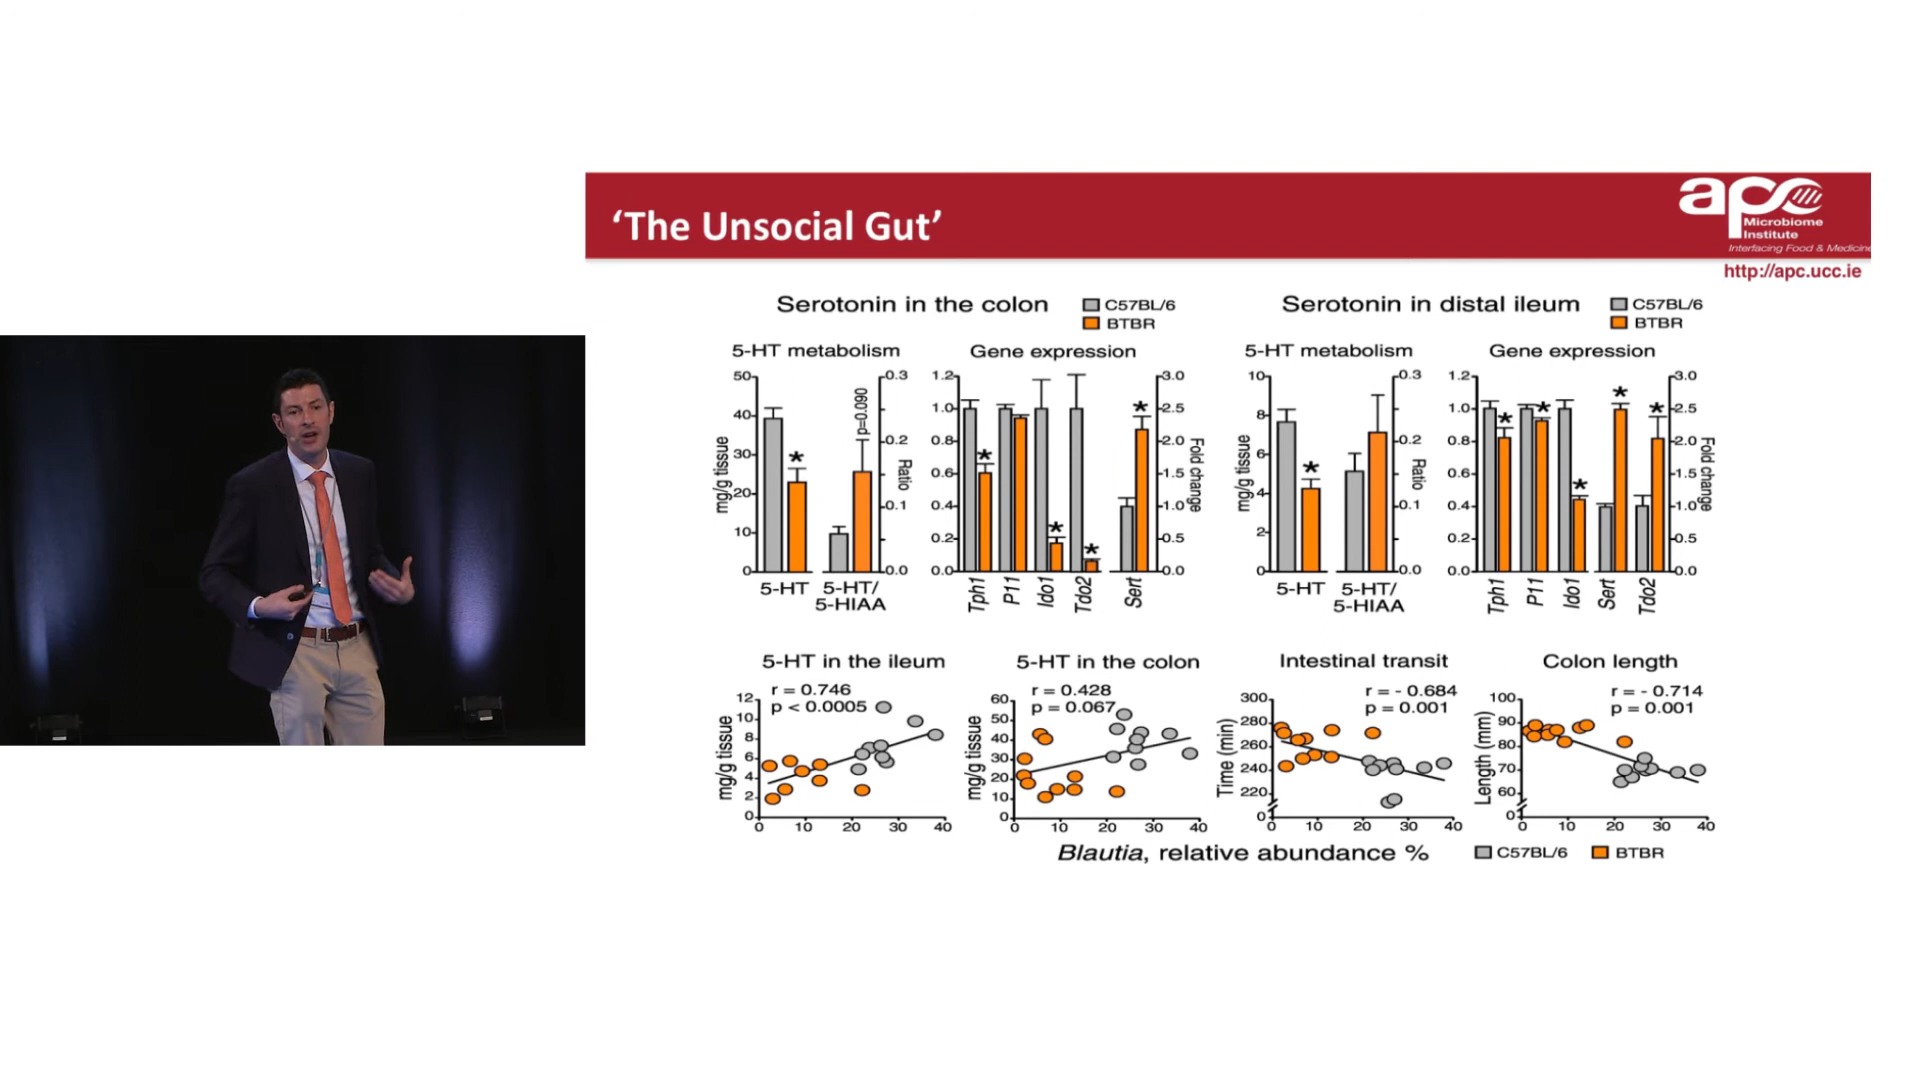 ‘The Unsocial Gut’
apc
Microbiome
Institute
Interfacing Food & Medicine
http://apc.ucc.ie
Serotonin in the colon
C57BL/6
BTBR
5-HT metabolism
Gene expression
50
40
30
20
10
0
mg/g tissue
0.3
0.2
0.1
0.0
Ratio
p=0.090
*
5-HT
5-HT/
5-HIAA
1.2
1.0
0.8
0.6
0.4
0.2
0.0
3.0
2.5
2.0
1.5
1.0
0.5
0.0
Fold change
*
*
*
*
Tph1
P11
Ido1
Tdo2
Sert
Serotonin in distal ileum
C57BL/6
BTBR
5-HT metabolism
Gene expression
10
8
6
4
2
0
mg/g tissue
0.3
0.2
0.1
0.0
Ratio
*
5-HT
5-HT/
5-HIAA
1.2
1.0
0.8
0.6
0.4
0.2
0.0
3.0
2.5
2.0
1.5
1.0
0.5
0.0
Fold change
*
*
*
*
*
Tph1
P11
Ido1
Sert
Tdo2
5-HT in the ileum
r = 0.746
p < 0.0005
12
10
8
6
4
2
0
mg/g tissue
0 10 20 30 40
5-HT in the colon
r = 0.428
p = 0.067
60
50
40
30
20
10
0
mg/g tissue
0 10 20 30 40
Intestinal transit
r = - 0.684
p = 0.001
300
280
260
240
220
0
Time (min)
0 10 20 30 40
Colon length
r = - 0.714
p = 0.001
100
90
80
70
60
0
Length (mm)
0 10 20 30 40
Blautia, relative abundance %
C57BL/6
BTBR